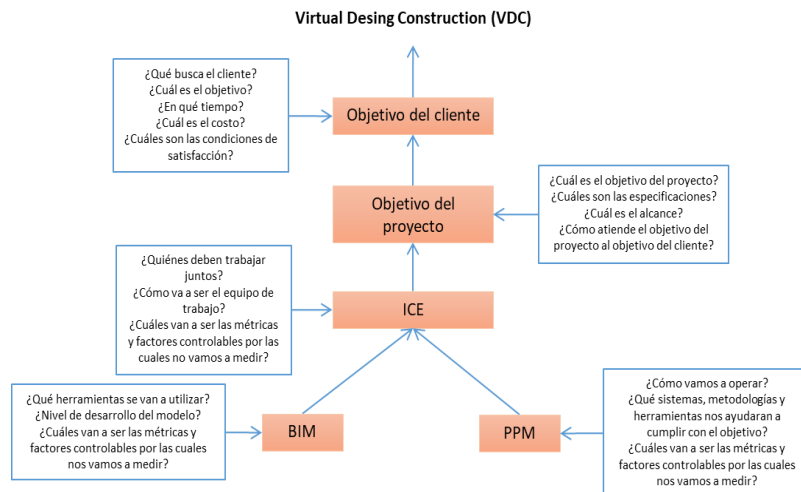 Virtual Desing Construction (VDC)
¿Qué busca el cliente?
¿Cuál es el objetivo?
¿En qué tiempo?
¿Cuál es el costo?
¿Cuáles son las condiciones de
satisfacción?
Objetivo del cliente
¿Cuál es el objetivo del proyecto?
¿Cuáles son las especificaciones?
¿Cuál es el alcance?
¿Cómo atiende el objetivo del
proyecto al objetivo del cliente?
Objetivo del
proyecto
¿Quiénes deben trabajar
juntos?
¿Cómo va a ser el equipo de
trabajo?
¿Cuáles van a ser las métricas
y factores controlables por las
cuales no vamos a medir?
ICE
¿Qué herramientas se van a utilizar?
¿Nivel de desarrollo del modelo?
¿Cuáles van a ser las métricas y
factores controlables por las cuales
nos vamos a medir?
BIM
PPM
¿Cómo vamos a operar?
¿Qué sistemas, metodologías y
herramientas nos ayudaran a
cumplir con el objetivo?
¿Cuáles van a ser las métricas y
factores controlables por las cuales
nos vamos a medir?